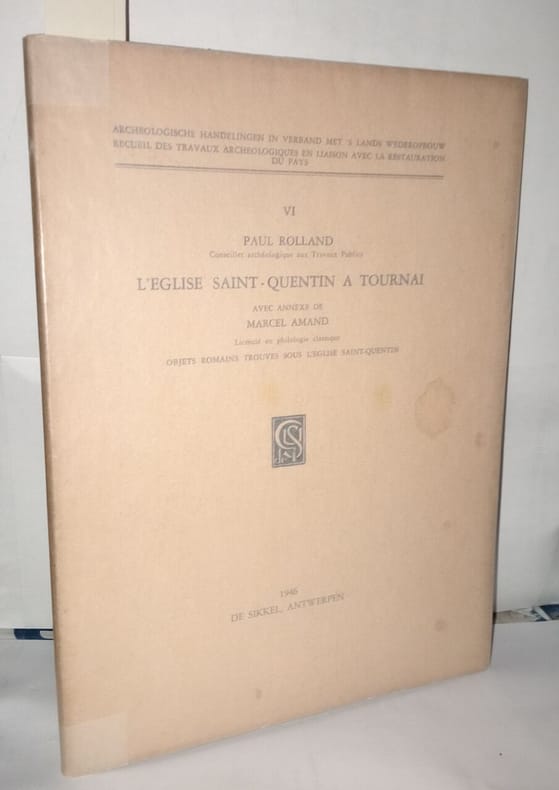 ARCHEOLOGISCHE HANDELINGEN IN VERBAND MET 'S LANDS WEDEROPBOUW
RECUEIL DES TRAVAUX ARCHEOLOGIQUES EN LIAISON AVEC LA RESTAURATION
DU PAYS
VI
PAUL ROLLAND
Conseiller archéologique aux Travaux Publics
L'EGLISE SAINT-QUENTIN A TOURNAI
AVEC ANNEXE DE
MARCEL AMAND
Licencié en philologie classique
OBJETS ROMAINS TROUVES SOUS L'EGLISE SAINT-QUENTIN
1946
DE SIKKEL, ANTWERPEN